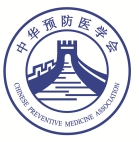 中华预防医学会
CHINESE PREVENTIVE MEDICINE ASSOCIATION